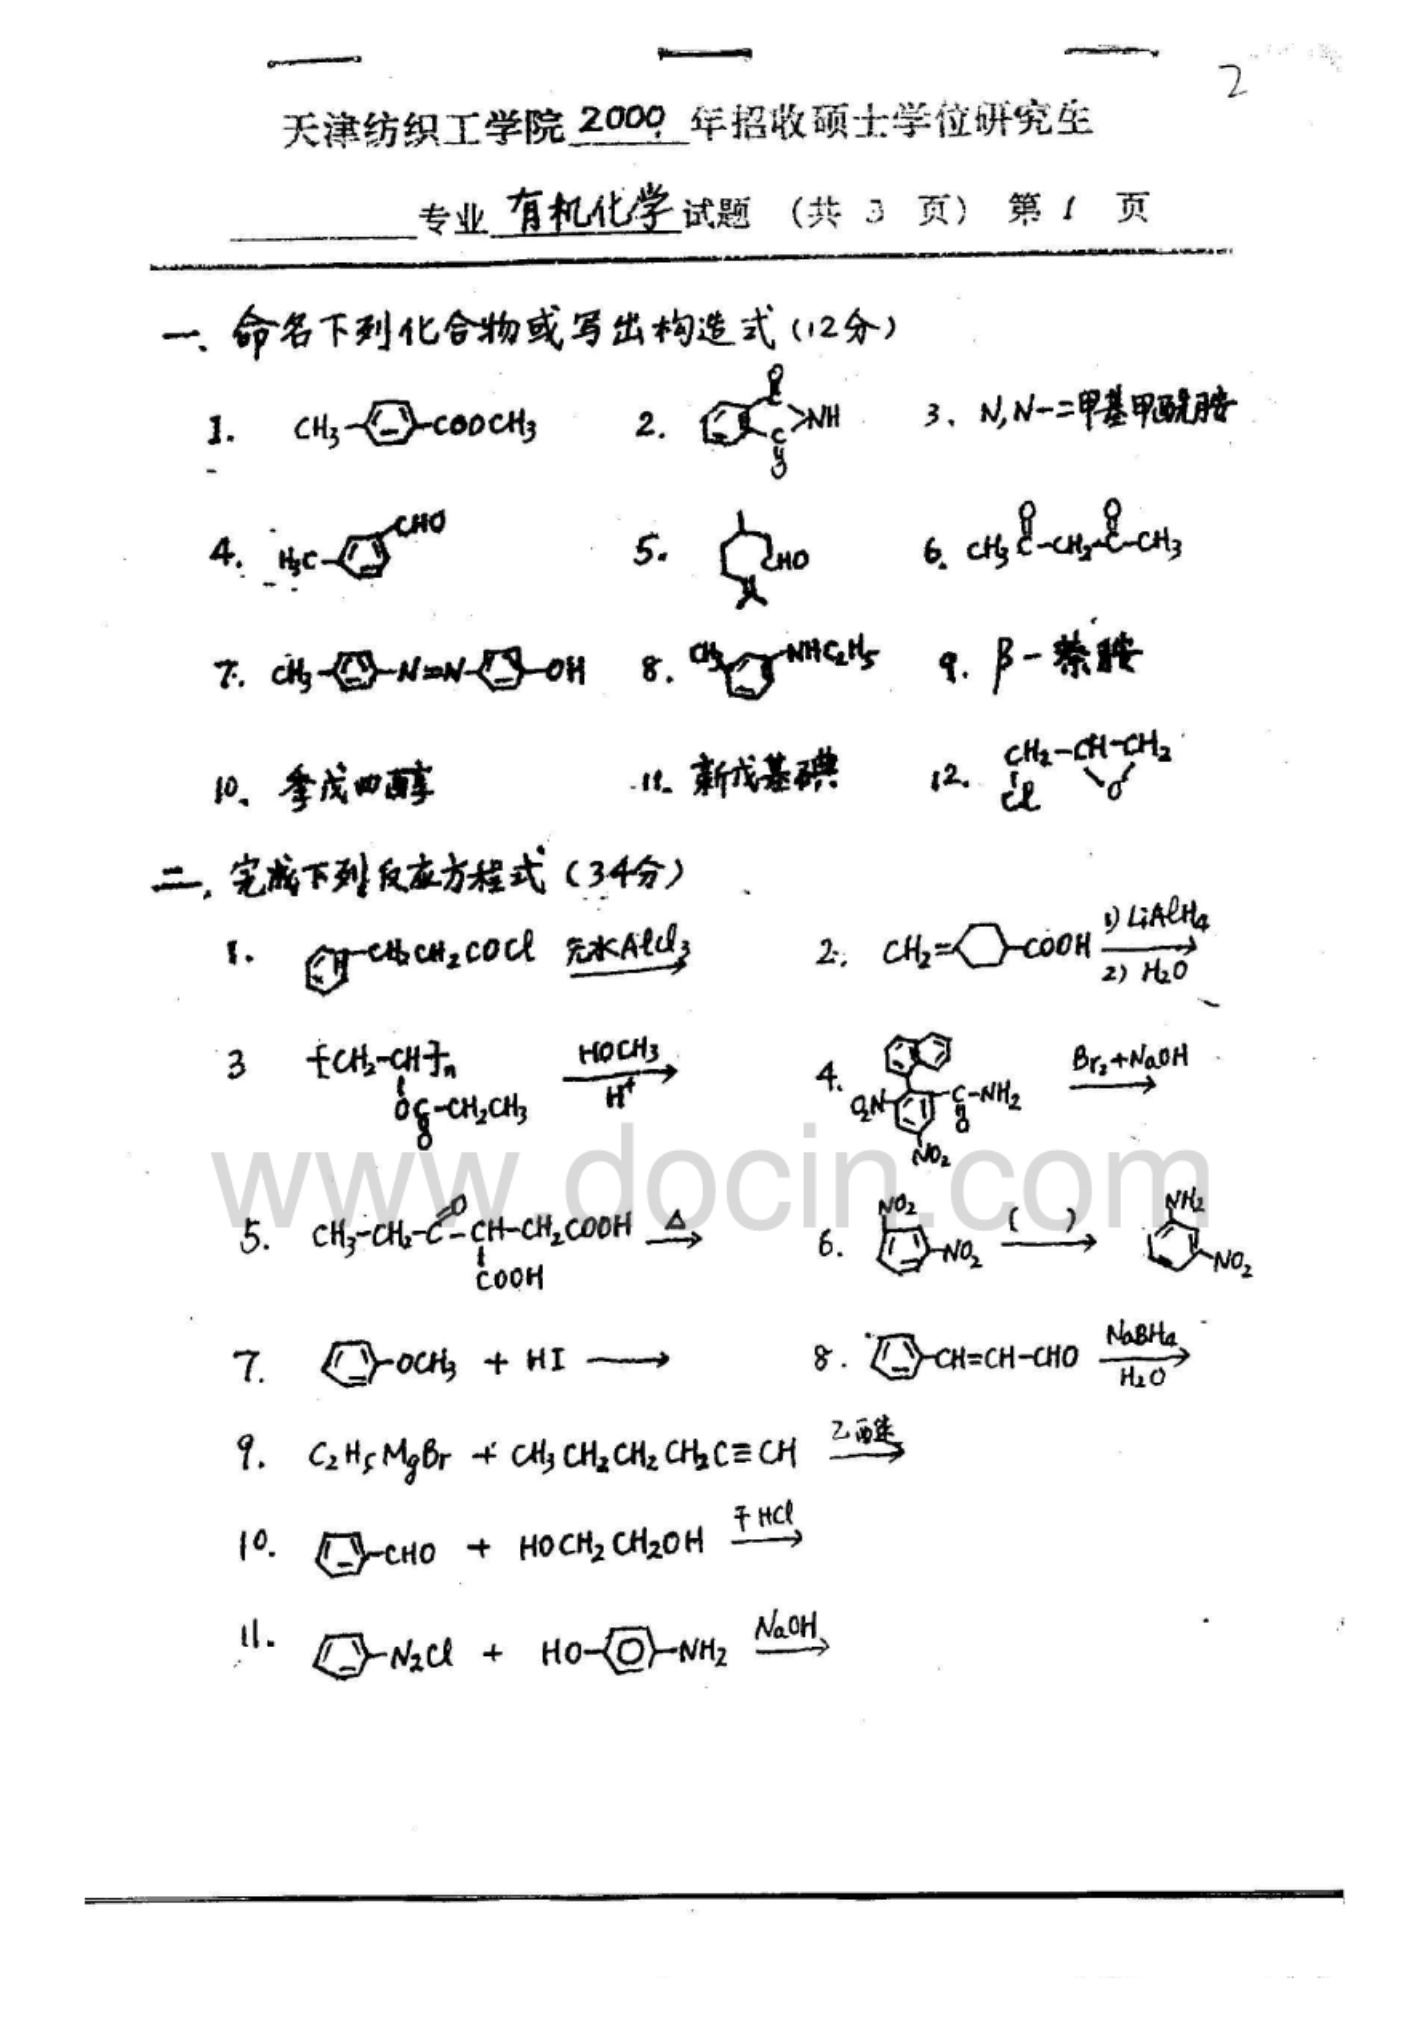 2
天津纺织工学院 2000 年招收硕士学位研究生
专业 有机化学 试题 (共 3 页) 第 1 页
一、命名下列化合物或写出构造式(12分)
1. CH3- -COOCH3 2. O C NH C O 3、N,N-二甲基甲酰胺
4. H3C- CHO 5. CHO 6. CH3C-CH2-C-CH3 O O
7. CH3- -N=N- -OH 8. CH3 NHC2H5 9. β-萘胺
10、季戊四醇 11. 新戊基碘 12. CH2-CH-CH2 Cl O
二、完成下列反应方程式(34分)
1. CH2CH2COCl 无水AlCl3 2. CH2= -COOH 1) LiAlH4 2) H2O
3 [CH2-CH]n OC-CH2CH3 O HOCH3 H+ 4. O2N C-NH2 O NO2 Br2+NaOH
www.docin.com
5. CH3-CH2-C-CH-CH2COOH O COOH △ 6. NO2 -NO2 ( ) NH2 NO2
7. -OCH3 + HI 8. -CH=CH-CHO NaBH4 H2O
9. C2H5MgBr + CH3CH2CH2CH2C≡CH 乙醚
10. -CHO + HOCH2CH2OH 干HCl
11. -N2Cl + HO- -NH2 NaOH